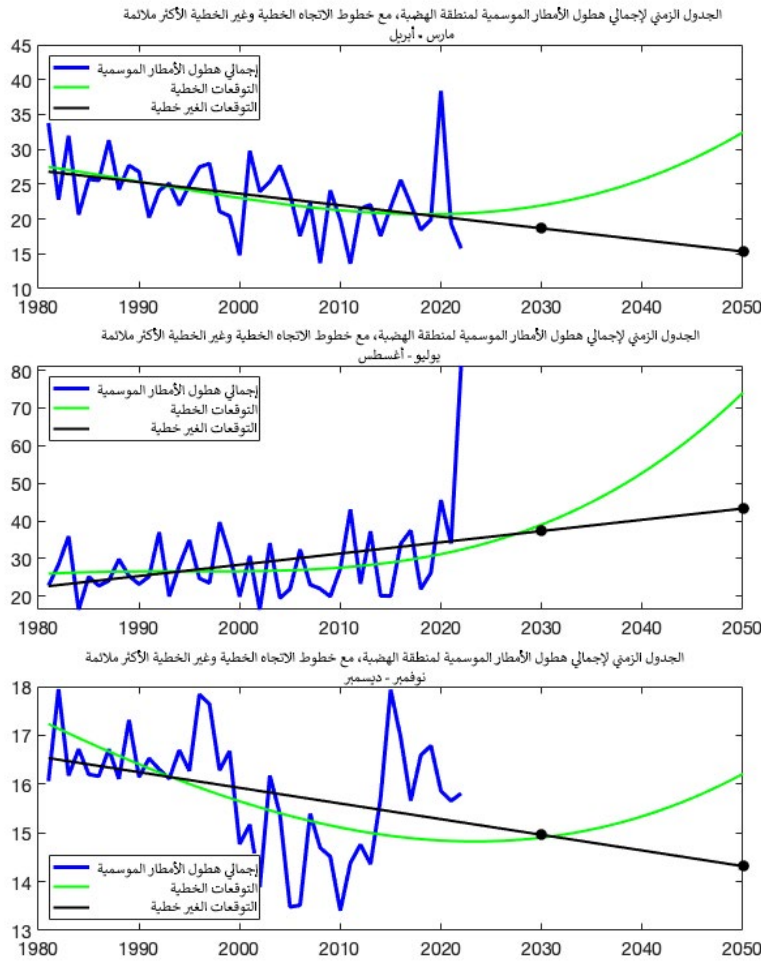 الجدول الزمني لإجمالي هطول الأمطار الموسمية لمنطقة الهضبة، مع خطوط الاتجاه الخطية وغير الخطية الأكثر ملائمة
مارس - أبريل
45
40
35
30
25
20
15
10
إجمالي هطول الأمطار الموسمية
التوقعات الخطية
التوقعات الغير خطية
1980 1990 2000 2010 2020 2030 2040 2050
الجدول الزمني لإجمالي هطول الأمطار الموسمية لمنطقة الهضبة، مع خطوط الاتجاه الخطية وغير الخطية الأكثر ملائمة
يوليو - أغسطس
80
70
60
50
40
30
20
إجمالي هطول الأمطار الموسمية
التوقعات الخطية
التوقعات الغير خطية
1980 1990 2000 2010 2020 2030 2040 2050
الجدول الزمني لإجمالي هطول الأمطار الموسمية لمنطقة الهضبة، مع خطوط الاتجاه الخطية وغير الخطية الأكثر ملائمة
نوفمبر - ديسمبر
18
17
16
15
14
13
إجمالي هطول الأمطار الموسمية
التوقعات الخطية
التوقعات الغير خطية
1980 1990 2000 2010 2020 2030 2040 2050